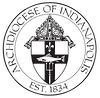 ARCHDIOCESE OF INDIANAPOLIS
EST. 1834